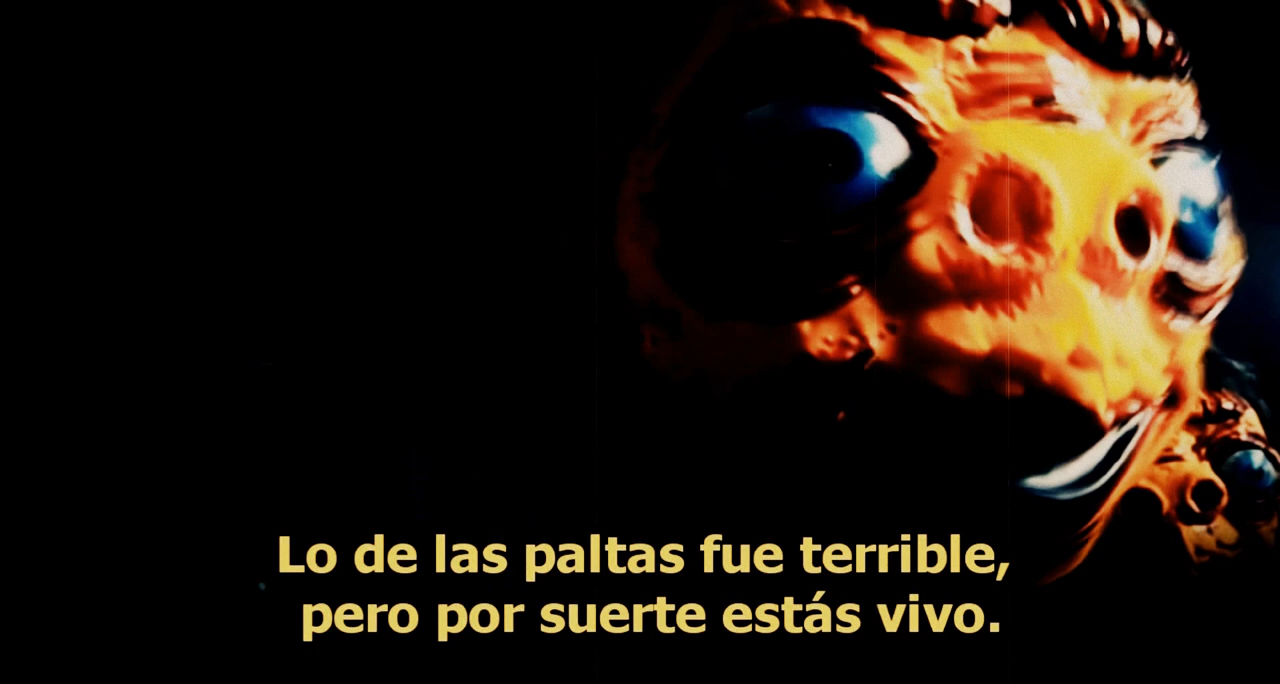 Lo de las paltas fue terrible,
pero por suerte estás vivo.